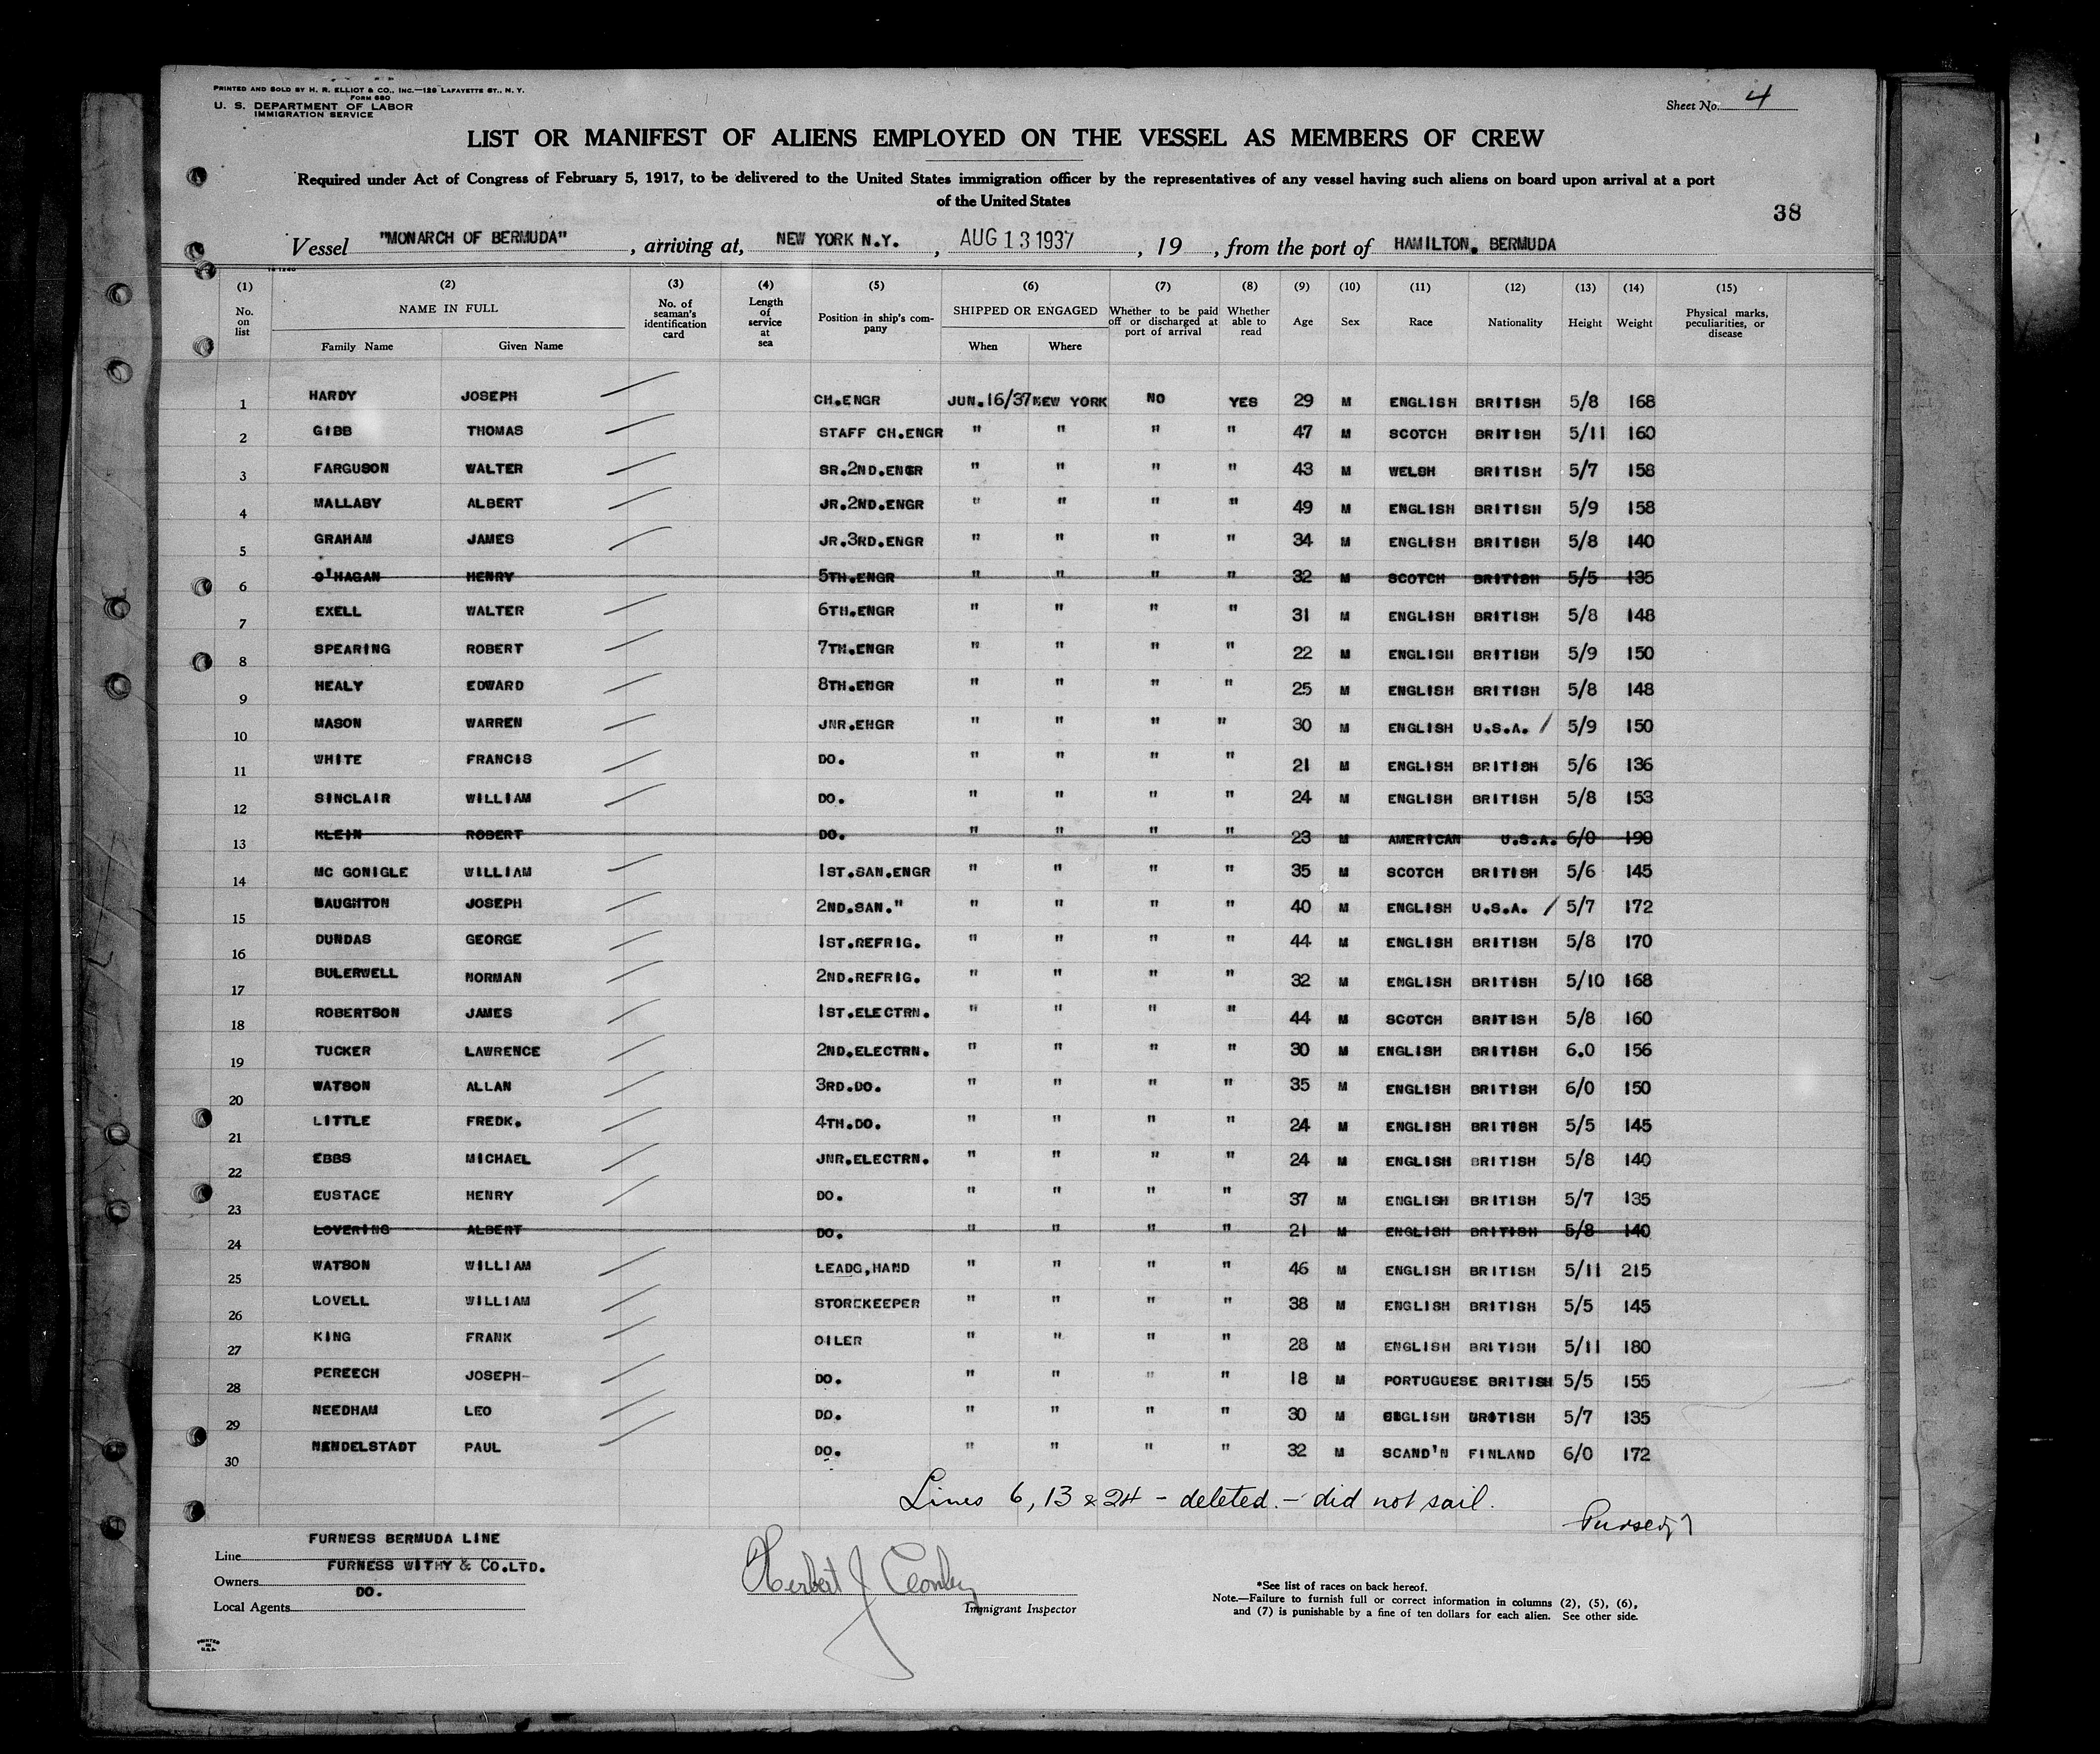 PRINTED AND SOLD BY H. R. ELLIOT & CO., INC.—129 LAFAYETTE ST., N. Y.
FORM 680
U. S. DEPARTMENT OF LABOR
IMMIGRATION SERVICE
Sheet No. 4
LIST OR MANIFEST OF ALIENS EMPLOYED ON THE VESSEL AS MEMBERS OF CREW
Required under Act of Congress of February 5, 1917, to be delivered to the United States immigration officer by the representatives of any vessel having such aliens on board upon arrival at a port
of the United States
38
Vessel "MONARCH OF BERMUDA", arriving at, NEW YORK N.Y., AUG 13 1937, 19 , from the port of HAMILTON. BERMUDA
(1) (2) (3) (4) (5) (6) (7) (8) (9) (10) (11) (12) (13) (14) (15)
No. on list NAME IN FULL Family Name Given Name No. of seaman's identification card Length of service at sea Position in ship's company SHIPPED OR ENGAGED When Where Whether to be paid off or discharged at port of arrival Whether able to read Age Sex Race Nationality Height Weight Physical marks, peculiarities, or disease
1 HARDY JOSEPH CH.ENGR JUN.16/37 NEW YORK NO YES 29 M ENGLISH BRITISH 5/8 168
2 GIBB THOMAS STAFF CH.ENGR " " " " 47 M SCOTCH BRITISH 5/11 160
3 FARGUSON WALTER SR.2ND.ENGR " " " " 43 M WELSH BRITISH 5/7 158
4 MALLABY ALBERT JR.2ND.ENGR " " " " 49 M ENGLISH BRITISH 5/9 158
5 GRAHAM JAMES JR.3RD.ENGR " " " " 34 M ENGLISH BRITISH 5/8 140
6 O'HAGAN HENRY 5TH.ENGR " " " " 32 M SCOTCH BRITISH 5/5 135
7 EXELL WALTER 6TH.ENGR " " " " 31 M ENGLISH BRITISH 5/8 148
8 SPEARING ROBERT 7TH.ENGR " " " " 22 M ENGLISH BRITISH 5/9 150
9 HEALY EDWARD 8TH.ENGR " " " " 25 M ENGLISH BRITISH 5/8 148
10 MASON WARREN JNR.ENGR " " " " 30 M ENGLISH U.S.A. / 5/9 150
11 WHITE FRANCIS DO. " " " " 21 M ENGLISH BRITISH 5/6 136
12 SINCLAIR WILLIAM DO. " " " " 24 M ENGLISH BRITISH 5/8 153
13 KLEIN ROBERT DO. " " " " 23 M AMERICAN U.S.A. 6/0 190
14 MC GONIGLE WILLIAM 1ST.SAN.ENGR " " " " 35 M SCOTCH BRITISH 5/6 145
15 NAUGHTON JOSEPH 2ND.SAN." " " " " 40 M ENGLISH U.S.A. / 5/7 172
16 DUNDAS GEORGE 1ST.REFRIG. " " " " 44 M ENGLISH BRITISH 5/8 170
17 BULERWELL NORMAN 2ND.REFRIG. " " " " 32 M ENGLISH BRITISH 5/10 168
18 ROBERTSON JAMES 1ST.ELECTRN. " " " " 44 M SCOTCH BRITISH 5/8 160
19 TUCKER LAWRENCE 2ND.ELECTRN. " " " " 30 M ENGLISH BRITISH 6.0 156
20 WATSON ALLAN 3RD.DO. " " " " 35 M ENGLISH BRITISH 6/0 150
21 LITTLE FREDK. 4TH.DO. " " " " 24 M ENGLISH BRITISH 5/5 145
22 EBBS MICHAEL JNR.ELECTRN. " " " " 24 M ENGLISH BRITISH 5/8 140
23 EUSTACE HENRY DO. " " " " 37 M ENGLISH BRITISH 5/7 135
24 LOVERING ALBERT DO. " " " " 21 M ENGLISH BRITISH 5/8 140
25 WATSON WILLIAM LEADG,HAND " " " " 46 M ENGLISH BRITISH 5/11 215
26 LOVELL WILLIAM STOREKEEPER " " " " 38 M ENGLISH BRITISH 5/5 145
27 KING FRANK OILER " " " " 28 M ENGLISH BRITISH 5/11 180
28 PEREECH JOSEPH DO. " " " " 18 M PORTUGUESE BRITISH 5/5 155
29 NEEDHAM LEO DO. " " " " 30 M ENGLISH BRITISH 5/7 135
30 MENDELSTADT PAUL DO. " " " " 32 M SCAND'N FINLAND 6/0 172
Lines 6, 13 & 24 - deleted. - did not sail.
FURNESS BERMUDA LINE
Line
FURNESS WITHY & CO.LTD.
Owners
DO.
Local Agents
Immigrant Inspector
*See list of races on back hereof.
Note.—Failure to furnish full or correct information in columns (2), (5), (6),
and (7) is punishable by a fine of ten dollars for each alien. See other side.
PRINTED IN U.S.A.